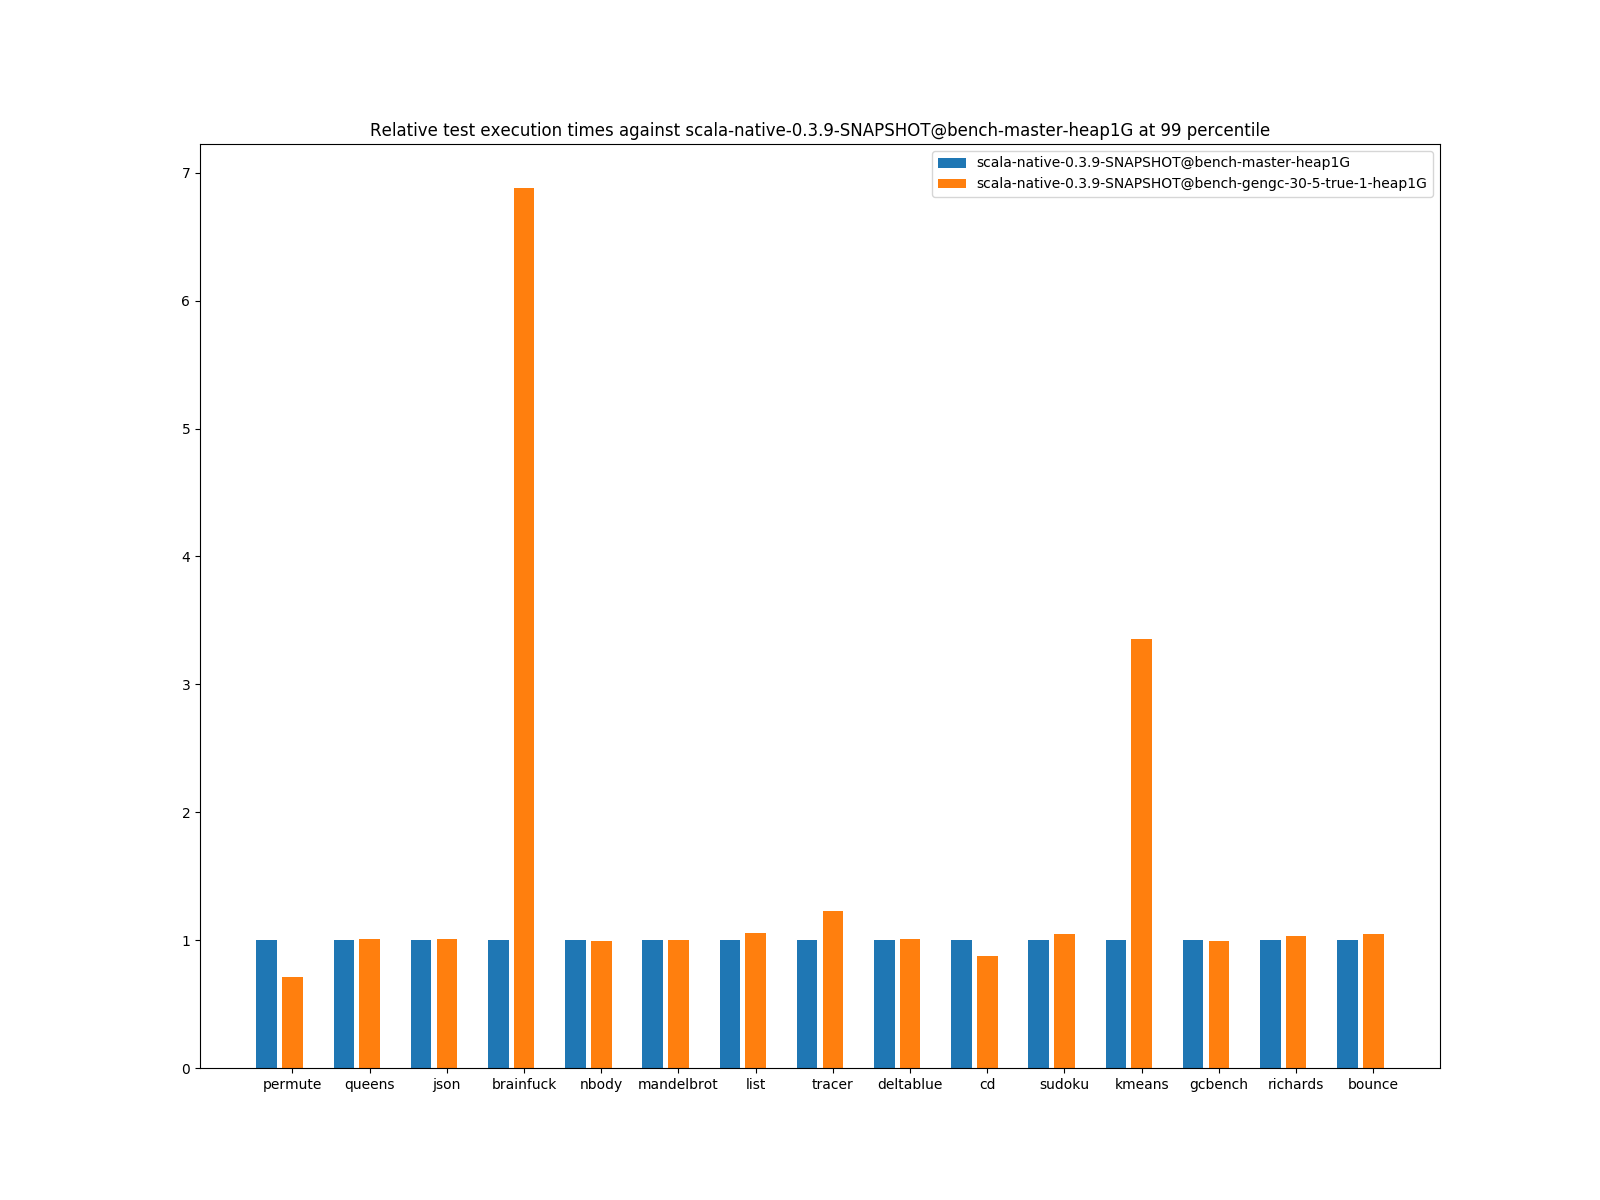 Relative test execution times against scala-native-0.3.9-SNAPSHOT@bench-master-heap1G at 99 percentile
scala-native-0.3.9-SNAPSHOT@bench-master-heap1G
scala-native-0.3.9-SNAPSHOT@bench-gengc-30-5-true-1-heap1G
7
6
5
4
3
2
1
0
permute queens json brainfuck nbody mandelbrot list tracer deltablue cd sudoku kmeans gcbench richards bounce